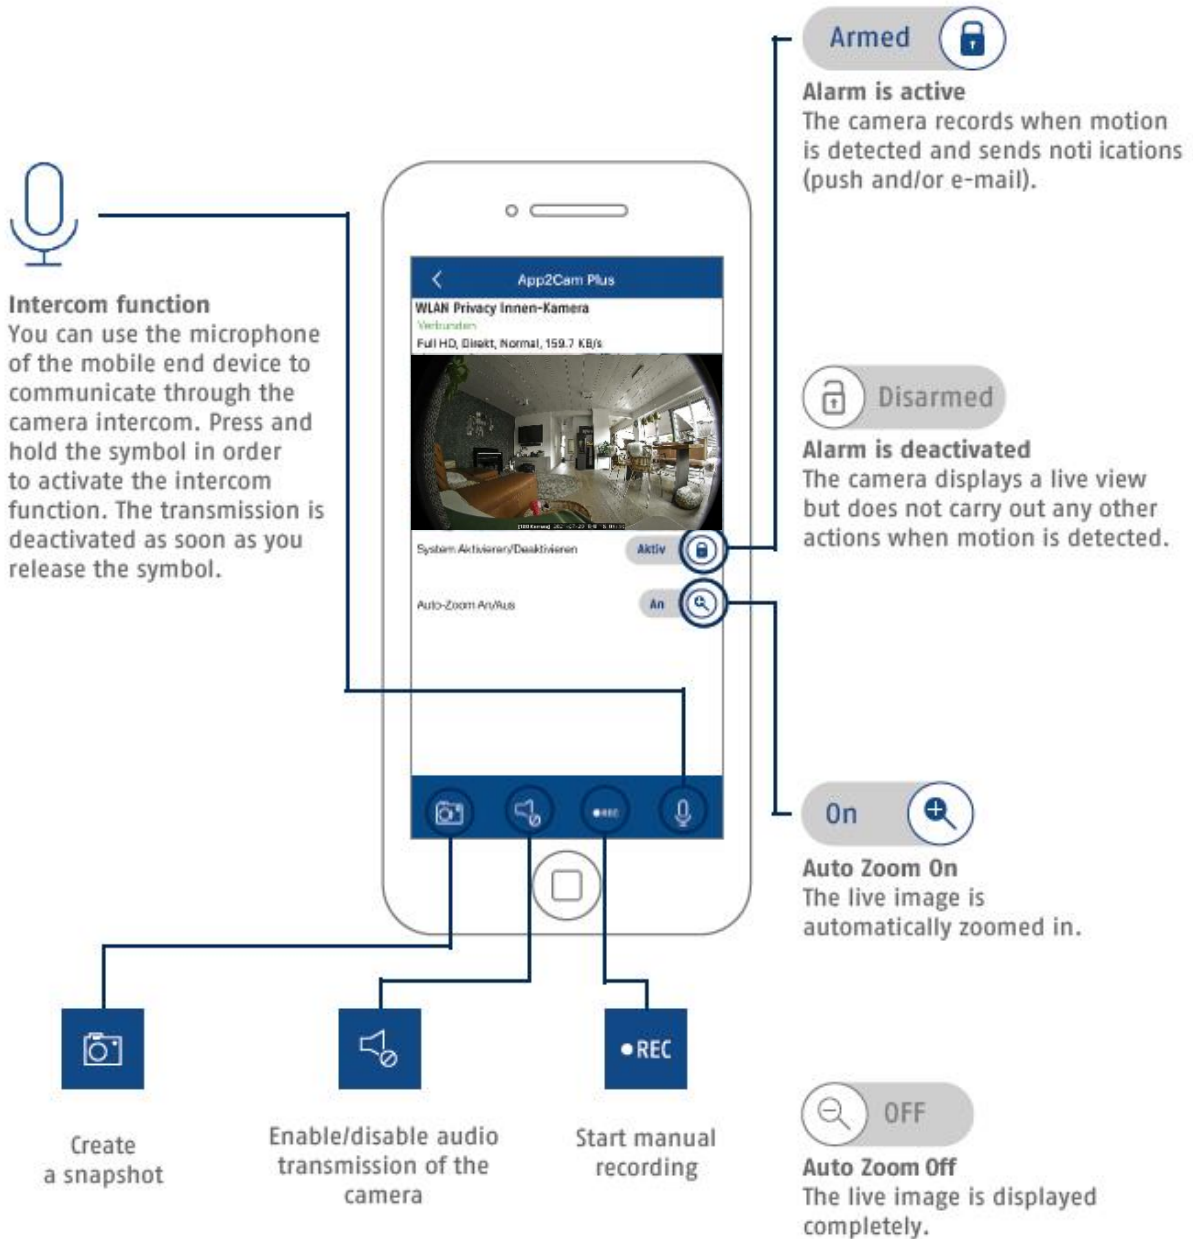 Armed
Alarm is active
The camera records when motion
is detected and sends noti ications
(push and/or e-mail).
Intercom function
You can use the microphone
of the mobile end device to
communicate through the
camera intercom. Press and
hold the symbol in order
to activate the intercom
function. The transmission is
deactivated as soon as you
release the symbol.
App2Cam Plus
WLAN Privacy Innen-Kamera
Verbunden
Full HD, Direkt, Normal, 159.7 KB/s
System Aktivieren/Deaktivieren
Aktiv
Auto-Zoom An/Aus
An
REC
Disarmed
Alarm is deactivated
The camera displays a live view
but does not carry out any other
actions when motion is detected.
On
Auto Zoom On
The live image is
automatically zoomed in.
Create
a snapshot
Enable/disable audio
transmission of the
camera
REC
Start manual
recording
OFF
Auto Zoom Off
The live image is displayed
completely.